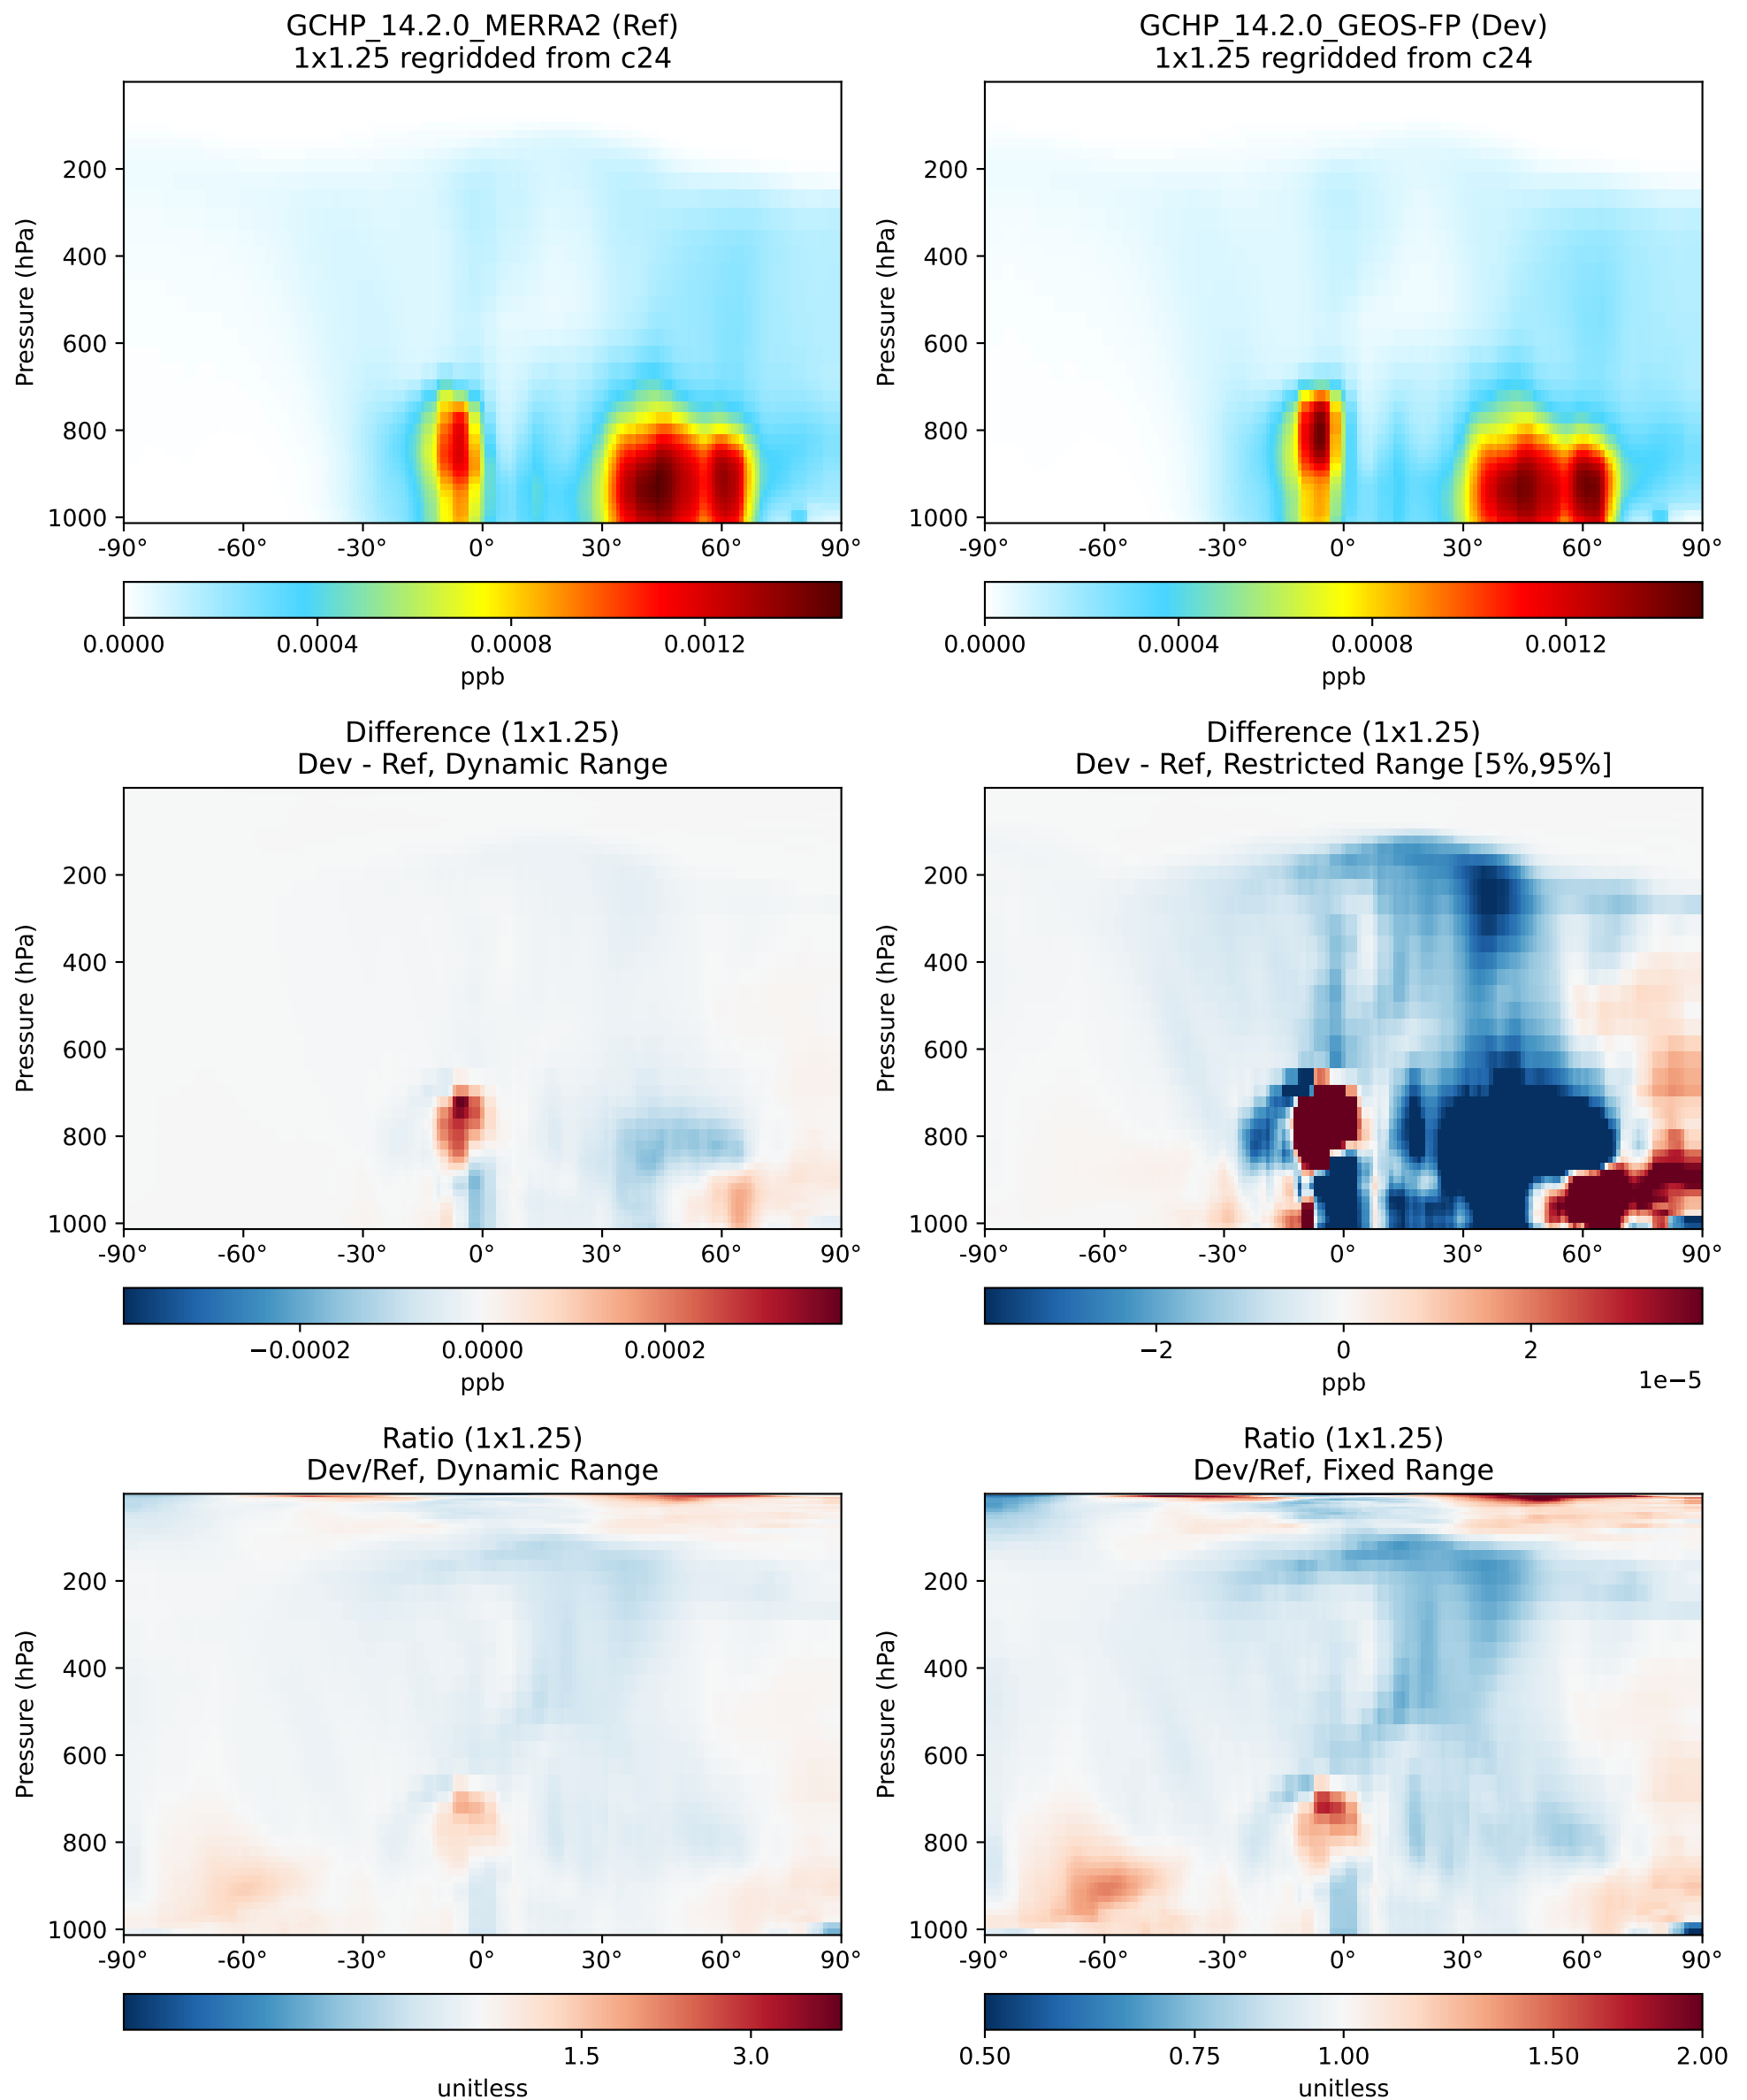 GCHP_14.2.0_MERRA2 (Ref)
1x1.25 regridded from c24
Pressure (hPa)
200
400
600
800
1000
-90° -60° -30° 0° 30° 60° 90°
0.0000 0.0004 0.0008 0.0012
ppb
GCHP_14.2.0_GEOS-FP (Dev)
1x1.25 regridded from c24
Pressure (hPa)
200
400
600
800
1000
-90° -60° -30° 0° 30° 60° 90°
0.0000 0.0004 0.0008 0.0012
ppb
Difference (1x1.25)
Dev - Ref, Dynamic Range
Pressure (hPa)
200
400
600
800
1000
-90° -60° -30° 0° 30° 60° 90°
−0.0002 0.0000 0.0002
ppb
Difference (1x1.25)
Dev - Ref, Restricted Range [5%,95%]
Pressure (hPa)
200
400
600
800
1000
-90° -60° -30° 0° 30° 60° 90°
−2 0 2
1e−5
ppb
Ratio (1x1.25)
Dev/Ref, Dynamic Range
Pressure (hPa)
200
400
600
800
1000
-90° -60° -30° 0° 30° 60° 90°
1.5 3.0
unitless
Ratio (1x1.25)
Dev/Ref, Fixed Range
Pressure (hPa)
200
400
600
800
1000
-90° -60° -30° 0° 30° 60° 90°
0.50 0.75 1.00 1.50 2.00
unitless